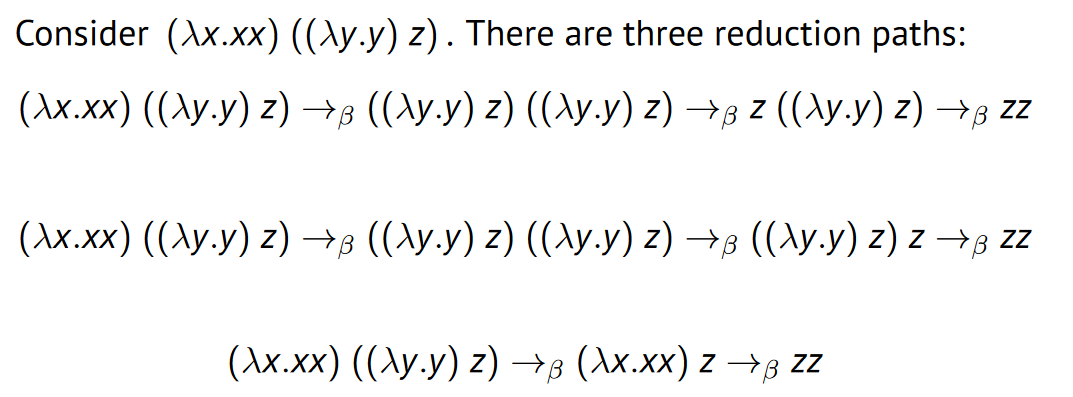 Consider (λx.xx) ((λy.y) z). There are three reduction paths:
(λx.xx) ((λy.y) z) →β ((λy.y) z) ((λy.y) z) →β z ((λy.y) z) →β zz
(λx.xx) ((λy.y) z) →β ((λy.y) z) ((λy.y) z) →β ((λy.y) z) z →β zz
(λx.xx) ((λy.y) z) →β (λx.xx) z →β zz